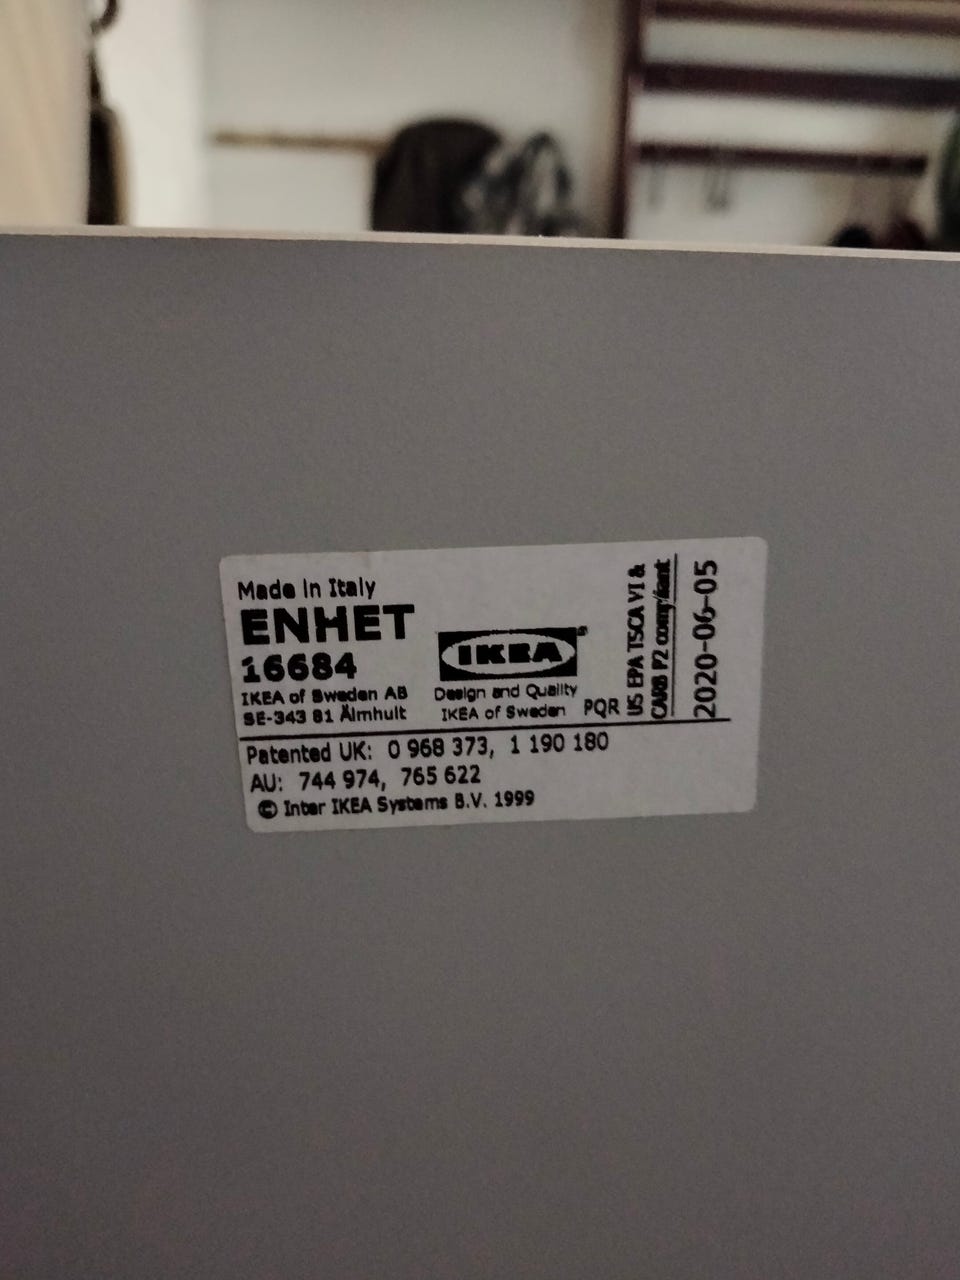 Made in Italy
ENHET
16684
IKEA of Sweden AB
SE-343 81 Älmhult
IKEA
Design and Quality
IKEA of Sweden
PQR
US EPA TSCA VI &
CARB P2 compliant
2020-06-05
Patented UK: 0 968 373, 1 190 180
AU: 744 974, 765 622
© Inter IKEA Systems B.V. 1999